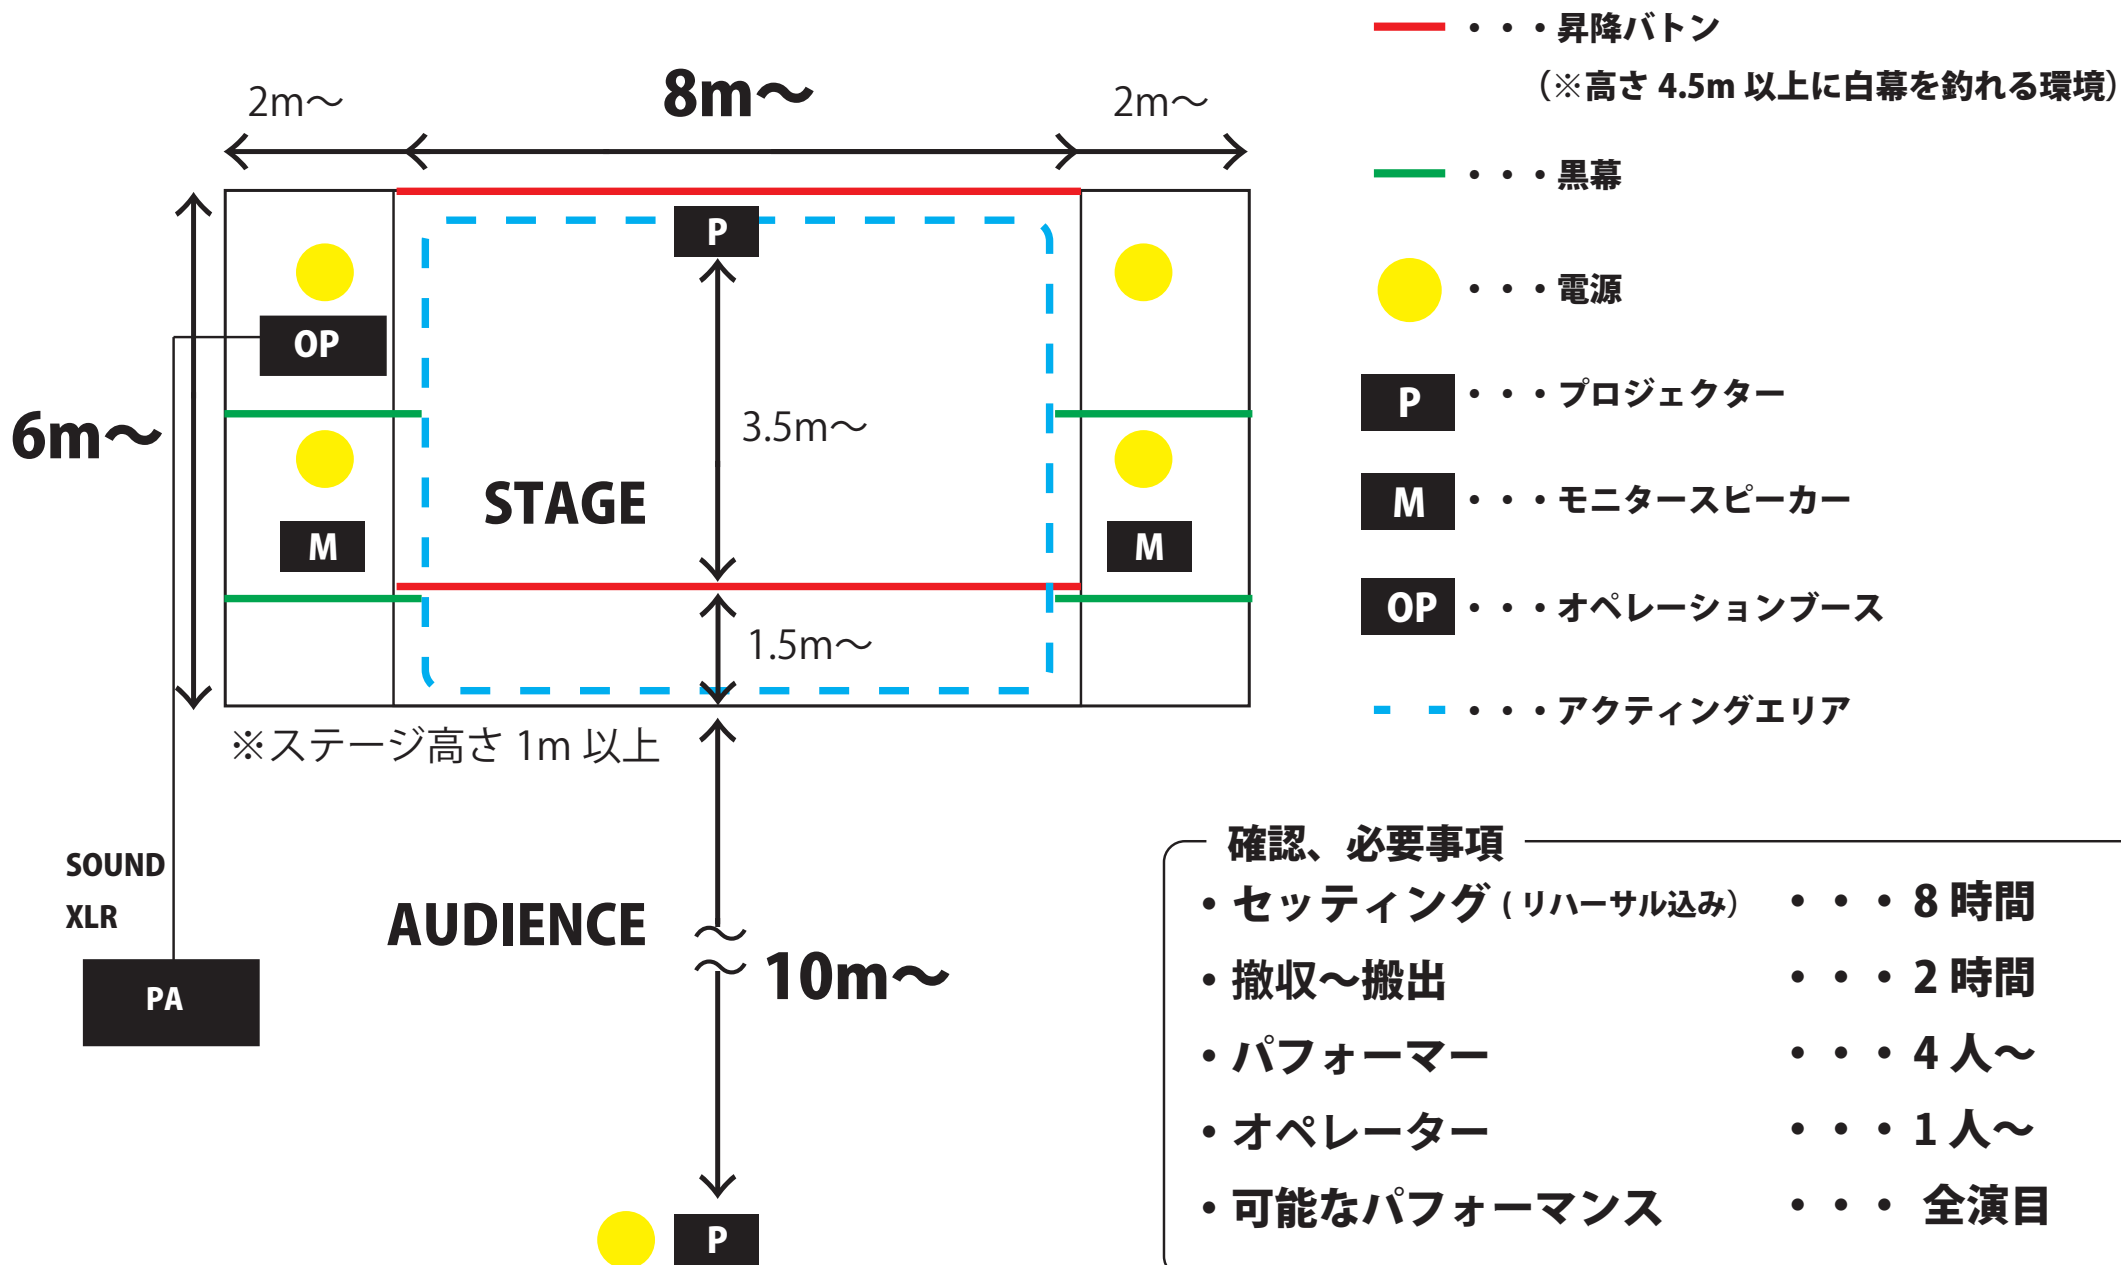 2m～
8m～
2m～
6m～
P
OP
3.5m～
STAGE
M
M
1.5m～
※ステージ高さ 1m 以上
SOUND
XLR
PA
AUDIENCE
10m～
P
・・・昇降バトン
（※高さ 4.5m 以上に白幕を釣れる環境）
・・・黒幕
・・・電源
P ・・・プロジェクター
M ・・・モニタースピーカー
OP ・・・オペレーションブース
・・・アクティングエリア
確認、必要事項
・セッティング ( リハーサル込み） ・・・ 8 時間
・撤収～搬出 ・・・ 2 時間
・パフォーマー ・・・ 4 人～
・オペレーター ・・・ 1 人～
・可能なパフォーマンス ・・・ 全演目